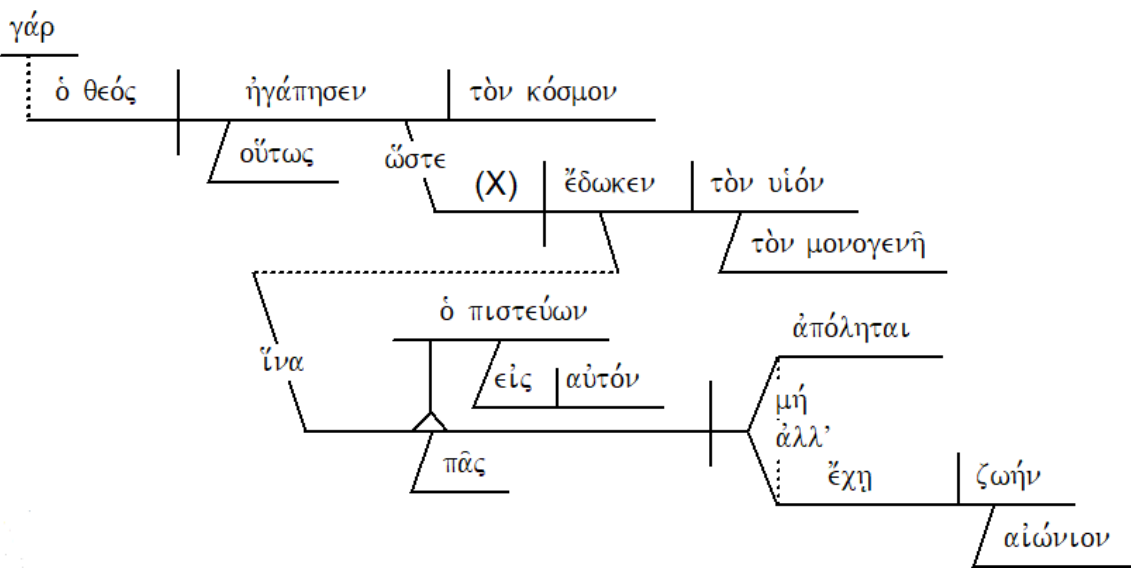 γάρ
ὁ θεός ἠγάπησεν τὸν κόσμον
οὕτως ὥστε
(X) ἔδωκεν τὸν υἱόν
τὸν μονογενῆ
ὁ πιστεύων
ἵνα εἰς αὐτόν
ἀπόληται
μή
ἀλλ’
πᾶς
ἔχῃ ζωήν
αἰώνιον